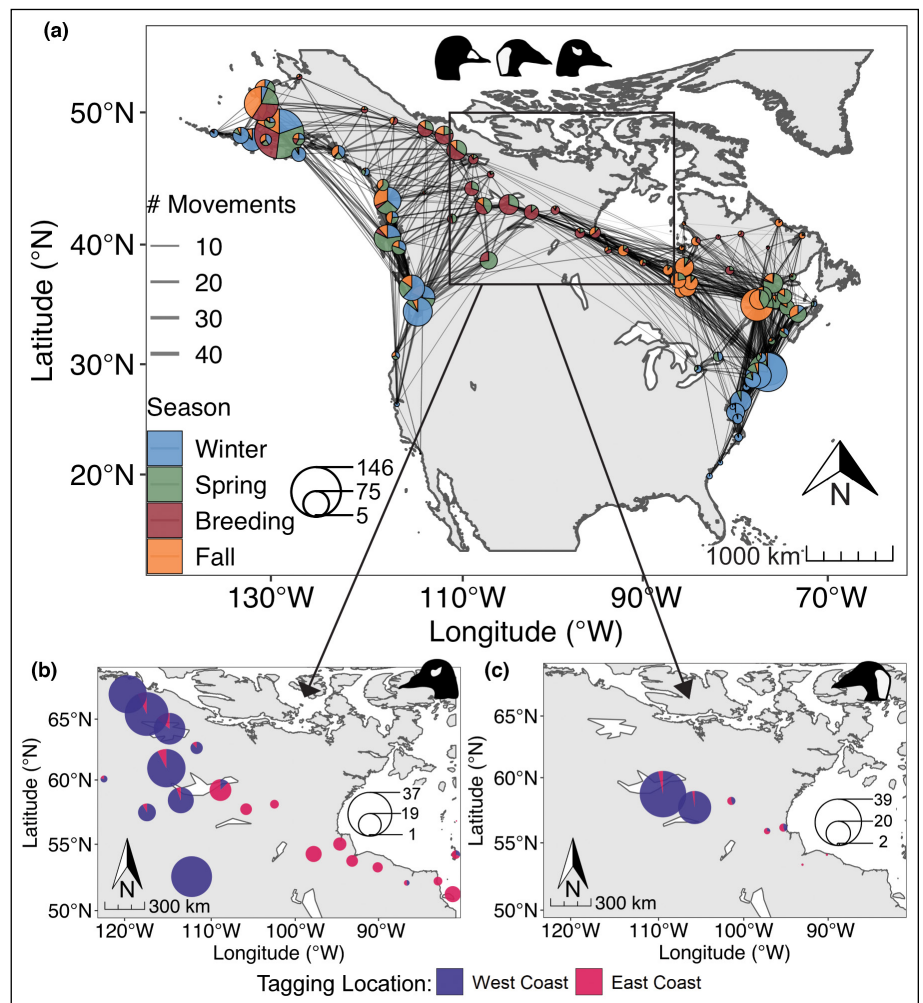 (a)
50°N
40°N
30°N
20°N
Latitude (°N)
# Movements
10
20
30
40
Season
Winter
Spring
Breeding
Fall
146
75
5
N
1000 km
130°W
110°W
90°W
70°W
Longitude (°W)
(b)
65°N
60°N
55°N
50°N
Latitude (°N)
37
19
1
N
300 km
120°W
110°W
100°W
90°W
Longitude (°W)
(c)
65°N
60°N
55°N
50°N
Latitude (°N)
39
20
2
N
300 km
120°W
110°W
100°W
90°W
Longitude (°W)
Tagging Location: West Coast East Coast